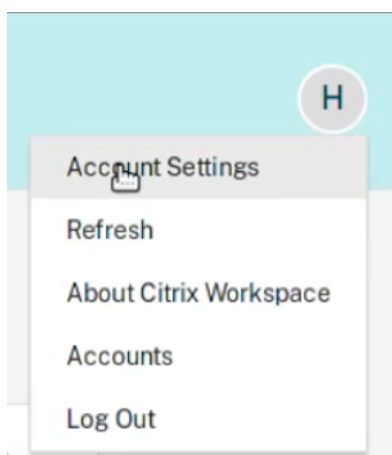 H
Account Settings
Refresh
About Citrix Workspace
Accounts
Log Out